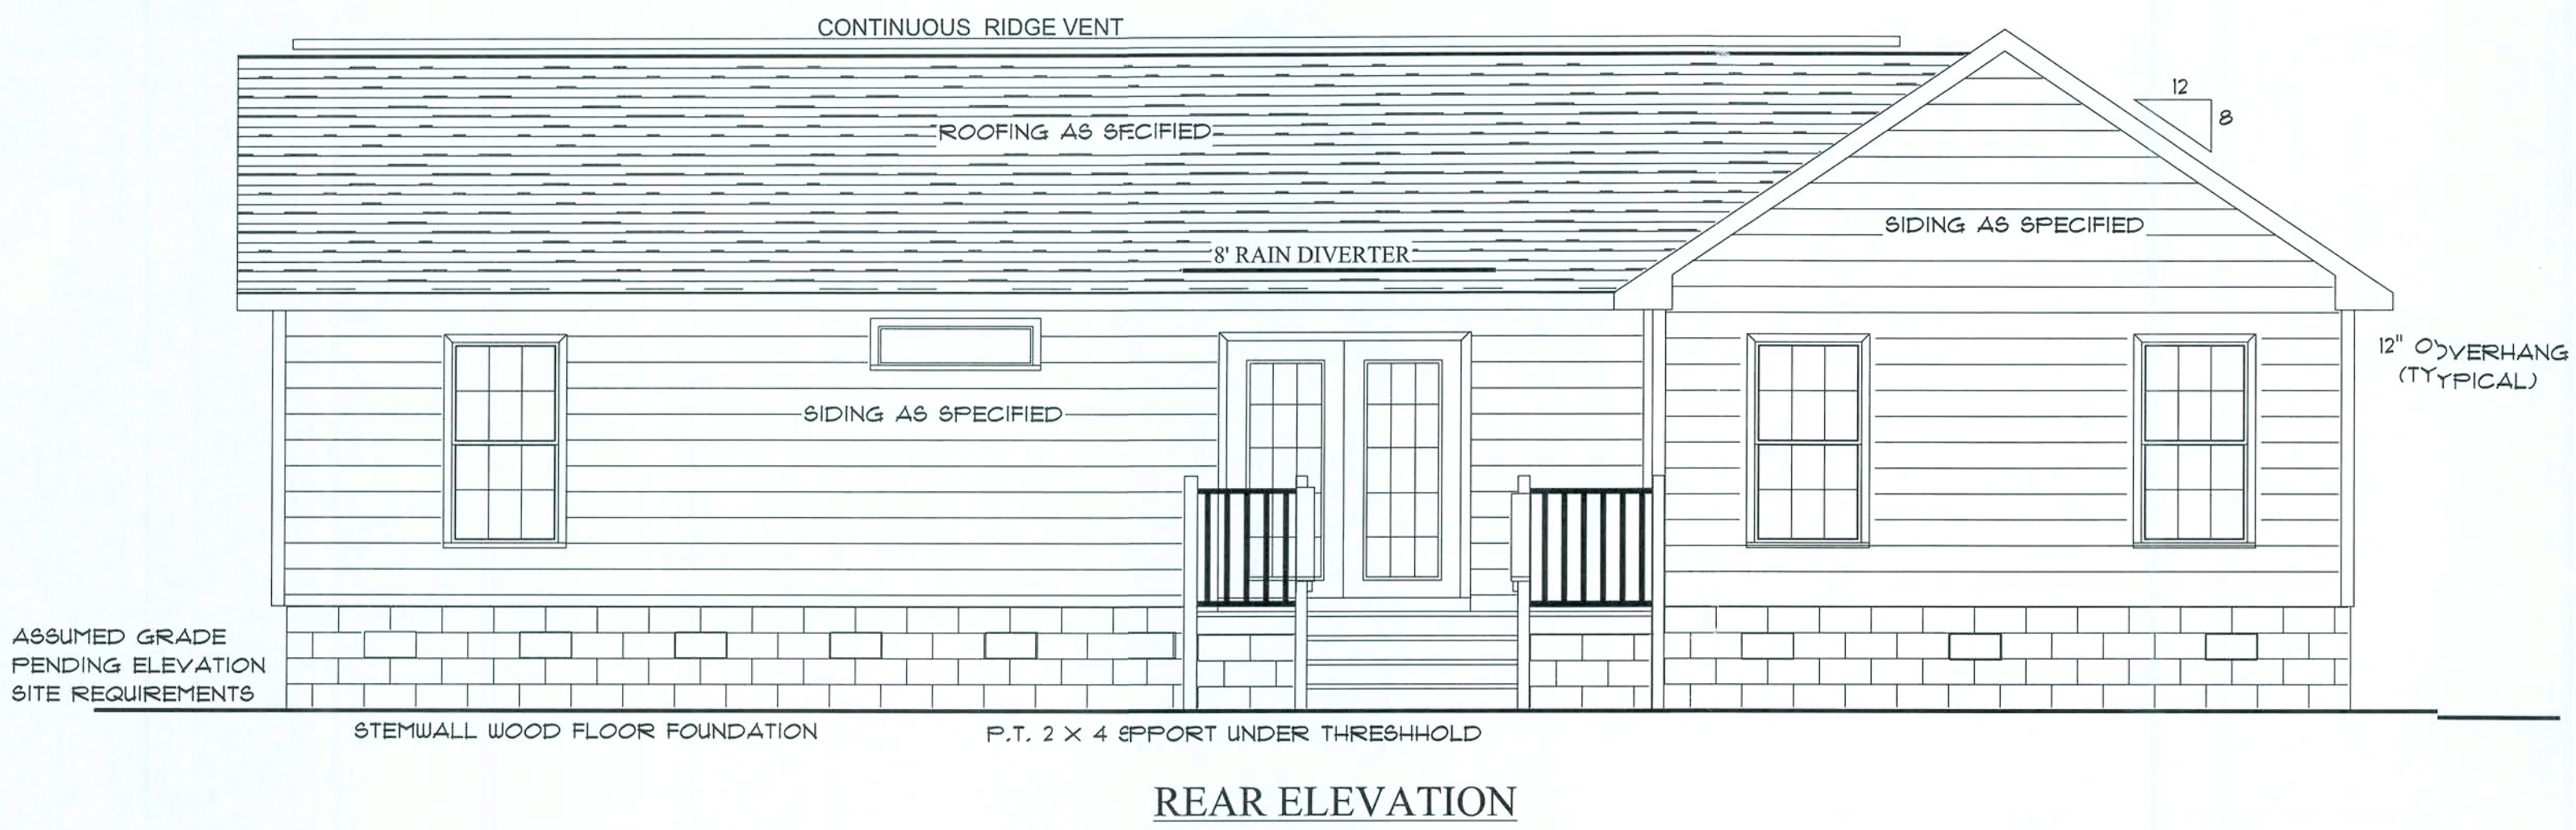 CONTINUOUS RIDGE VENT
12
8
ROOFING AS SPECIFIED
SIDING AS SPECIFIED
8' RAIN DIVERTER
12" OVERHANG
(TYPICAL)
SIDING AS SPECIFIED
ASSUMED GRADE
PENDING ELEVATION
SITE REQUIREMENTS
STEMWALL WOOD FLOOR FOUNDATION
P.T. 2 X 4 SPPORT UNDER THRESHHOLD
REAR ELEVATION